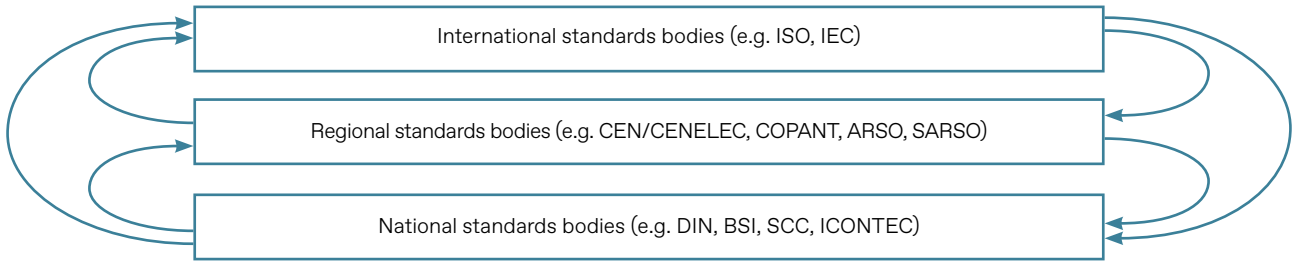 International standards bodies (e.g. ISO, IEC)
Regional standards bodies (e.g. CEN/CENELEC, COPANT, ARSO, SARSO)
National standards bodies (e.g. DIN, BSI, SCC, ICONTEC)